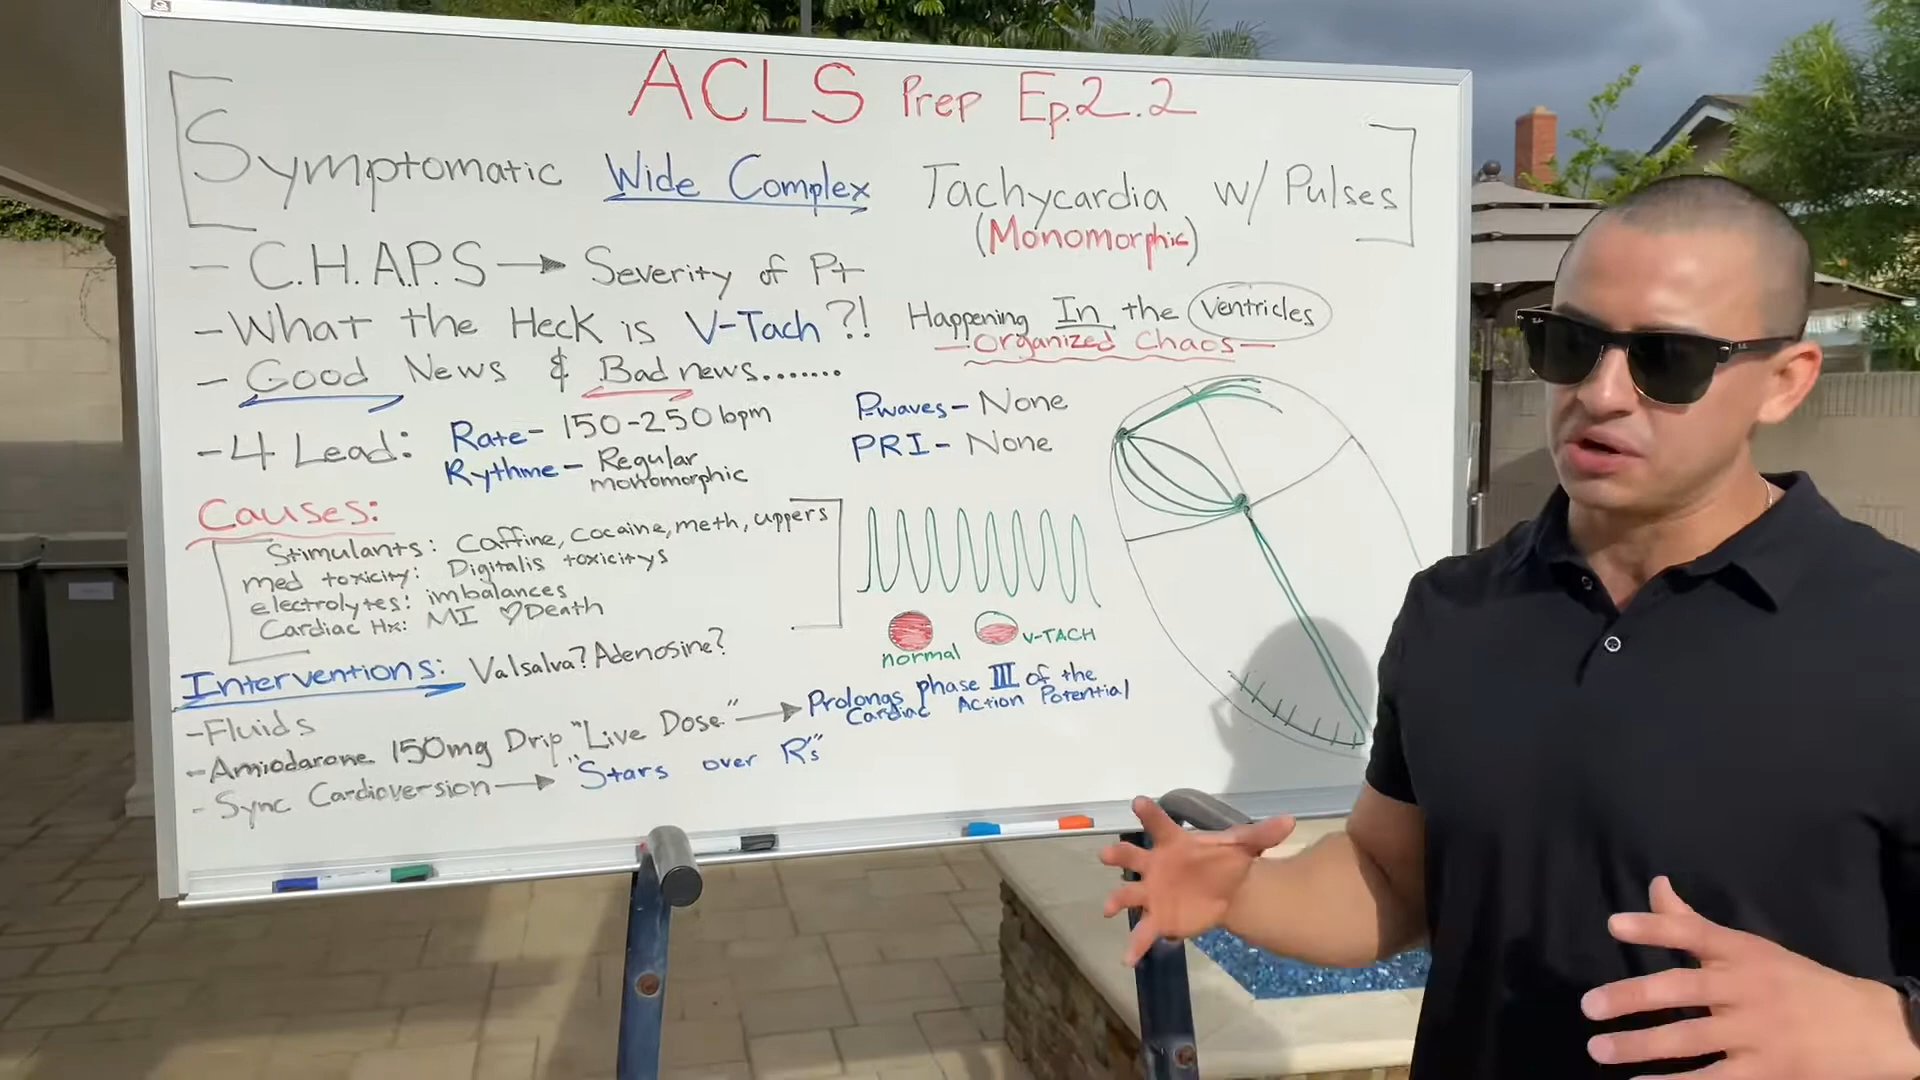 ACLS Prep Ep.2.2
Symptomatic Wide Complex Tachycardia w/ Pulses
(Monomorphic)
- C.H.A.P.S → Severity of Pt
- What the Heck is V-Tach?! Happening In the Ventricles
- Organized Chaos -
- Good News & Bad news.......
- 4 Lead: Rate- 150-250 bpm
Rythme- Regular
monomorphic
Pwaves- None
PRI- None
Causes:
Stimulants: Caffine, Cocaine, meth, uppers
med toxicity: Digitalis toxicitys
electrolytes: imbalances
Cardiac Hx: MI ♡Death
normal
V-TACH
Interventions: Valsalva? Adenosine?
-Fluids
-Amiodarone 150mg Drip "Live Dose" → Prolongs phase III of the
Cardiac Action Potential
- Sync Cardioversion → "Stars over R's"